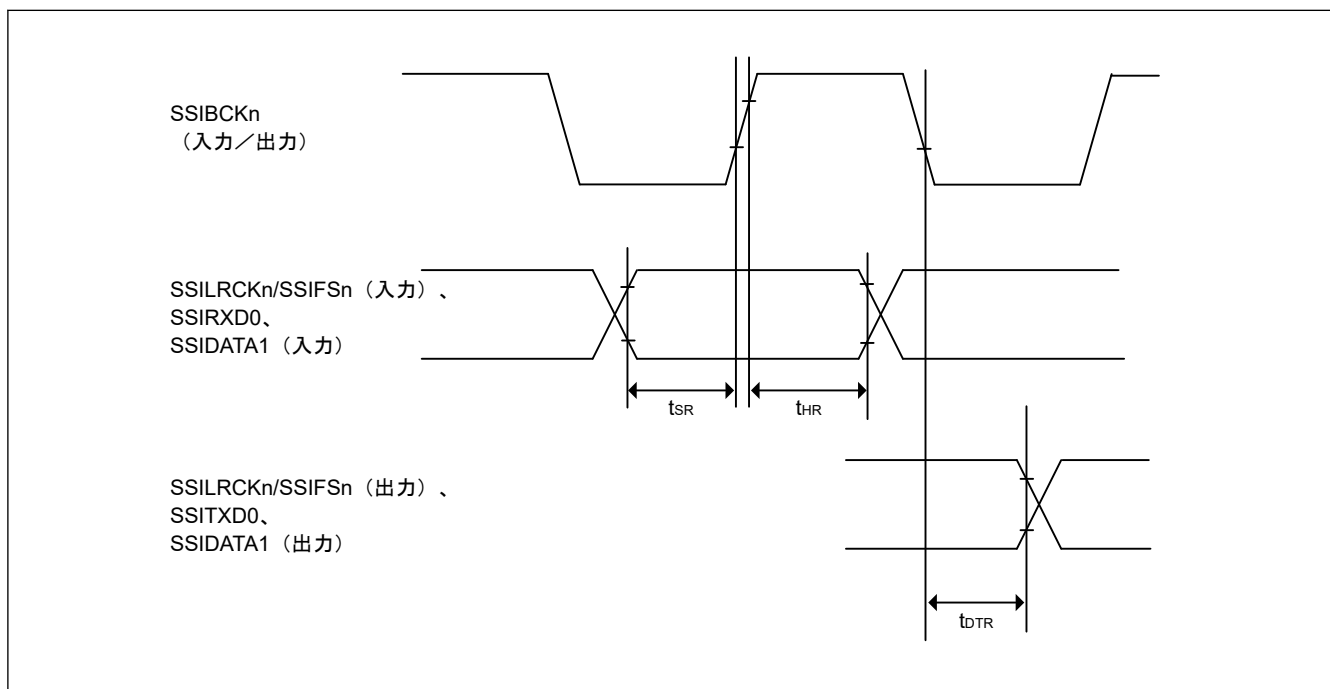 SSIBCKn
（入力／出力）
SSILRCKn/SSIFSn（入力）、
SSIRXD0、
SSIDATA1（入力）
tSR
tHR
SSILRCKn/SSIFSn（出力）、
SSITXD0、
SSIDATA1（出力）
tDTR